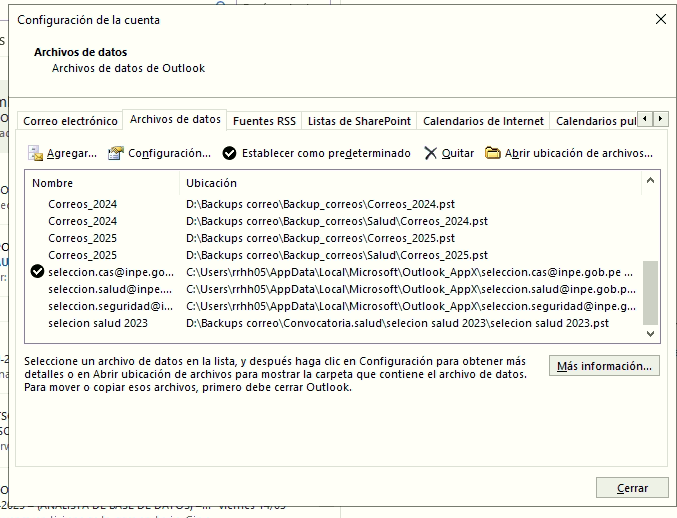 Configuración de la cuenta
Archivos de datos
Archivos de datos de Outlook
Correo electrónico Archivos de datos Fuentes RSS Listas de SharePoint Calendarios de Internet Calendarios pul
Agregar... Configuración... Establecer como predeterminado Quitar Abrir ubicación de archivos...
Nombre Ubicación
Correos_2024 D:\Backups correo\Backup_correos\Correos_2024.pst
Correos_2024 D:\Backups correo\Backup_correos\Salud\Correos_2024.pst
Correos_2025 D:\Backups correo\Backup_correos\Correos_2025.pst
Correos_2025 D:\Backups correo\Backup_correos\Salud\Correos_2025.pst
seleccion.cas@inpe.go... C:\Users\rrhh05\AppData\Local\Microsoft\Outlook_AppX\seleccion.cas@inpe.gob.pe ...
seleccion.salud@inpe.... C:\Users\rrhh05\AppData\Local\Microsoft\Outlook_AppX\seleccion.salud@inpe.gob.p...
seleccion.seguridad@i... C:\Users\rrhh05\AppData\Local\Microsoft\Outlook_AppX\seleccion.seguridad@inpe.g...
selecion salud 2023 D:\Backups correo\Convocatoria.salud\selecion salud 2023\selecion salud 2023.pst
Seleccione un archivo de datos en la lista, y después haga clic en Configuración para obtener más
detalles o en Abrir ubicación de archivos para mostrar la carpeta que contiene el archivo de datos.
Para mover o copiar esos archivos, primero debe cerrar Outlook.
Más información...
Cerrar